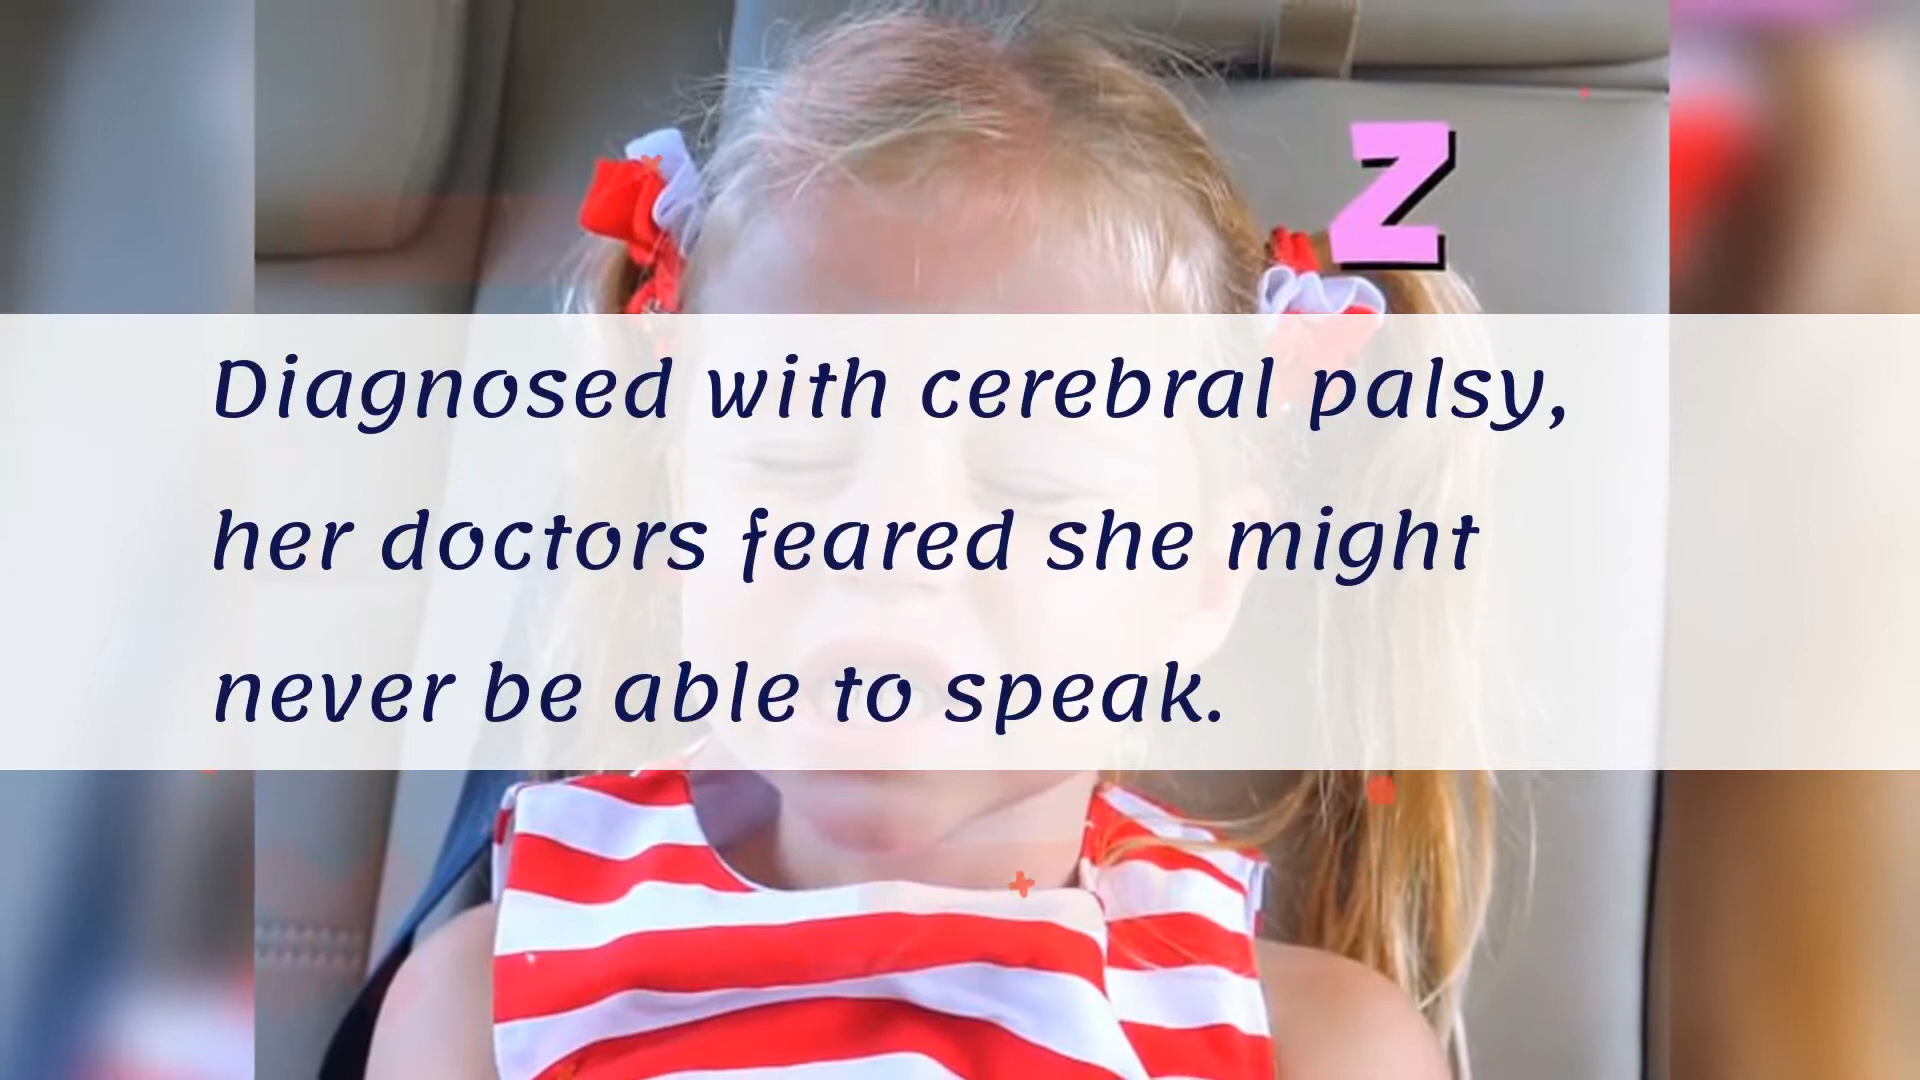 Z
Diagnosed with cerebral palsy,
her doctors feared she might
never be able to speak.